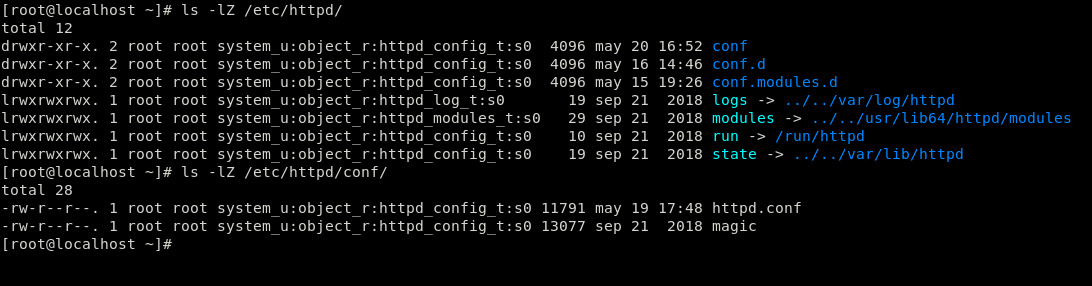 [root@localhost ~]# ls -lZ /etc/httpd/
total 12
drwxr-xr-x. 2 root root system_u:object_r:httpd_config_t:s0  4096 may 20 16:52 conf
drwxr-xr-x. 2 root root system_u:object_r:httpd_config_t:s0  4096 may 16 14:46 conf.d
drwxr-xr-x. 2 root root system_u:object_r:httpd_config_t:s0  4096 may 15 19:26 conf.modules.d
lrwxrwxrwx. 1 root root system_u:object_r:httpd_log_t:s0       19 sep 21  2018 logs -> ../../var/log/httpd
lrwxrwxrwx. 1 root root system_u:object_r:httpd_modules_t:s0   29 sep 21  2018 modules -> ../../usr/lib64/httpd/modules
lrwxrwxrwx. 1 root root system_u:object_r:httpd_config_t:s0    10 sep 21  2018 run -> /run/httpd
lrwxrwxrwx. 1 root root system_u:object_r:httpd_config_t:s0    19 sep 21  2018 state -> ../../var/lib/httpd
[root@localhost ~]# ls -lZ /etc/httpd/conf/
total 28
-rw-r--r--. 1 root root system_u:object_r:httpd_config_t:s0 11791 may 19 17:48 httpd.conf
-rw-r--r--. 1 root root system_u:object_r:httpd_config_t:s0 13077 sep 21  2018 magic
[root@localhost ~]#